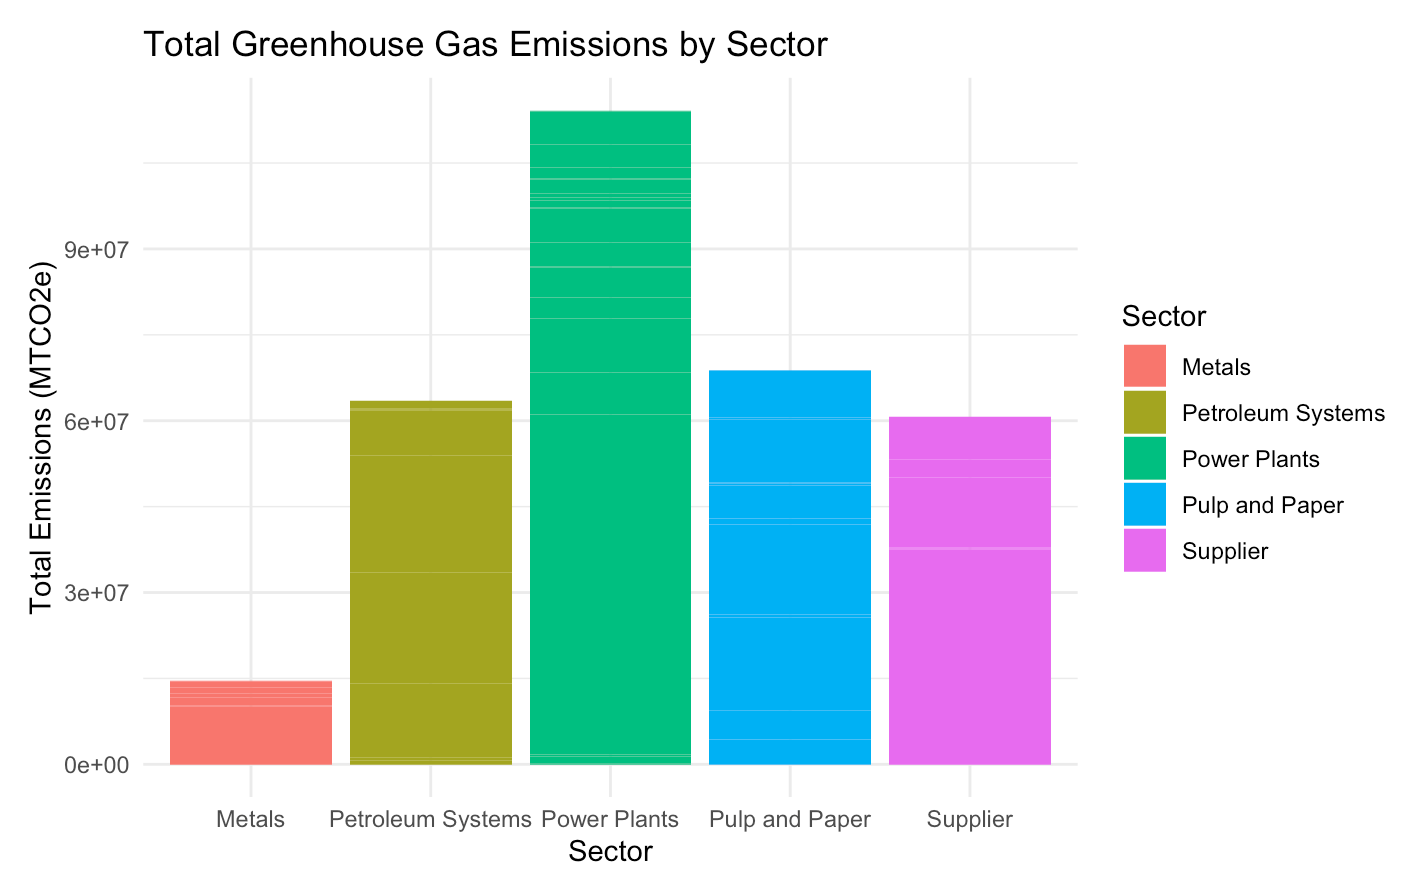 Total Greenhouse Gas Emissions by Sector
Total Emissions (MTCO2e)
9e+07
6e+07
3e+07
0e+00
Metals
Petroleum Systems
Power Plants
Pulp and Paper
Supplier
Sector
Sector
Metals
Petroleum Systems
Power Plants
Pulp and Paper
Supplier